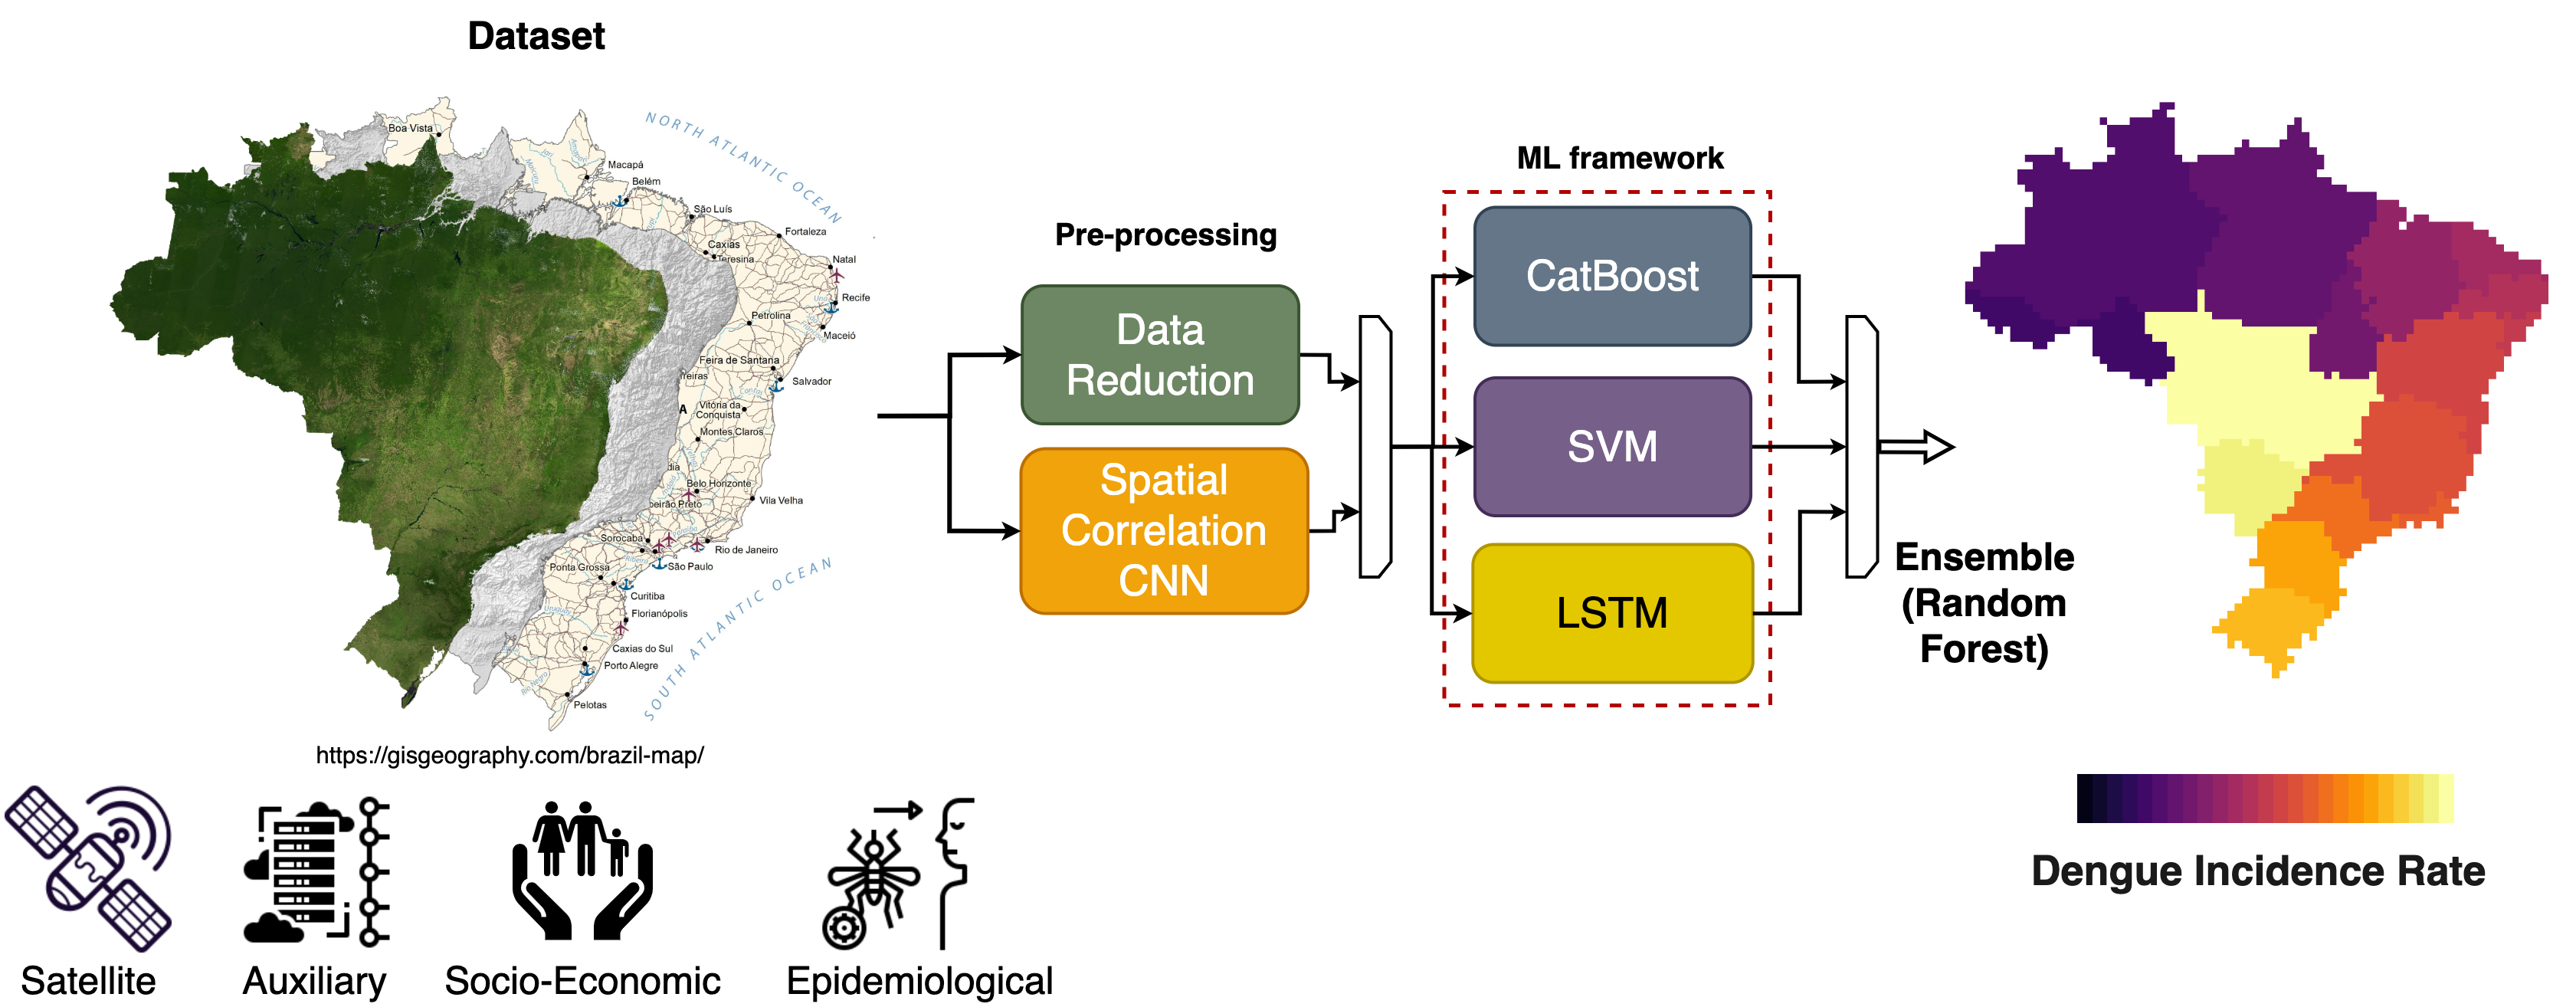 Dataset
NORTH ATLANTIC OCEAN
Boa Vista
Macapá
Belém
São Luís
Fortaleza
Caxias
Teresina
Natal
Recife
Petrolina
Maceió
Feira de Santana
reiras
Salvador
A
Vitória da
Conquista
Montes Claros
dia
Belo Horizonte
beirão Preto
Vila Velha
Sorocaba
Rio de Janeiro
São Paulo
Ponta Grossa
Curitiba
Florianópolis
Uruguay
Caxias do Sul
Porto Alegre
Rio Negro
Pelotas
SOUTH ATLANTIC OCEAN
https://gisgeography.com/brazil-map/
Satellite
Auxiliary
Socio-Economic
Epidemiological
Pre-processing
Data
Reduction
Spatial
Correlation
CNN
ML framework
CatBoost
SVM
LSTM
Ensemble
(Random
Forest)
Dengue Incidence Rate